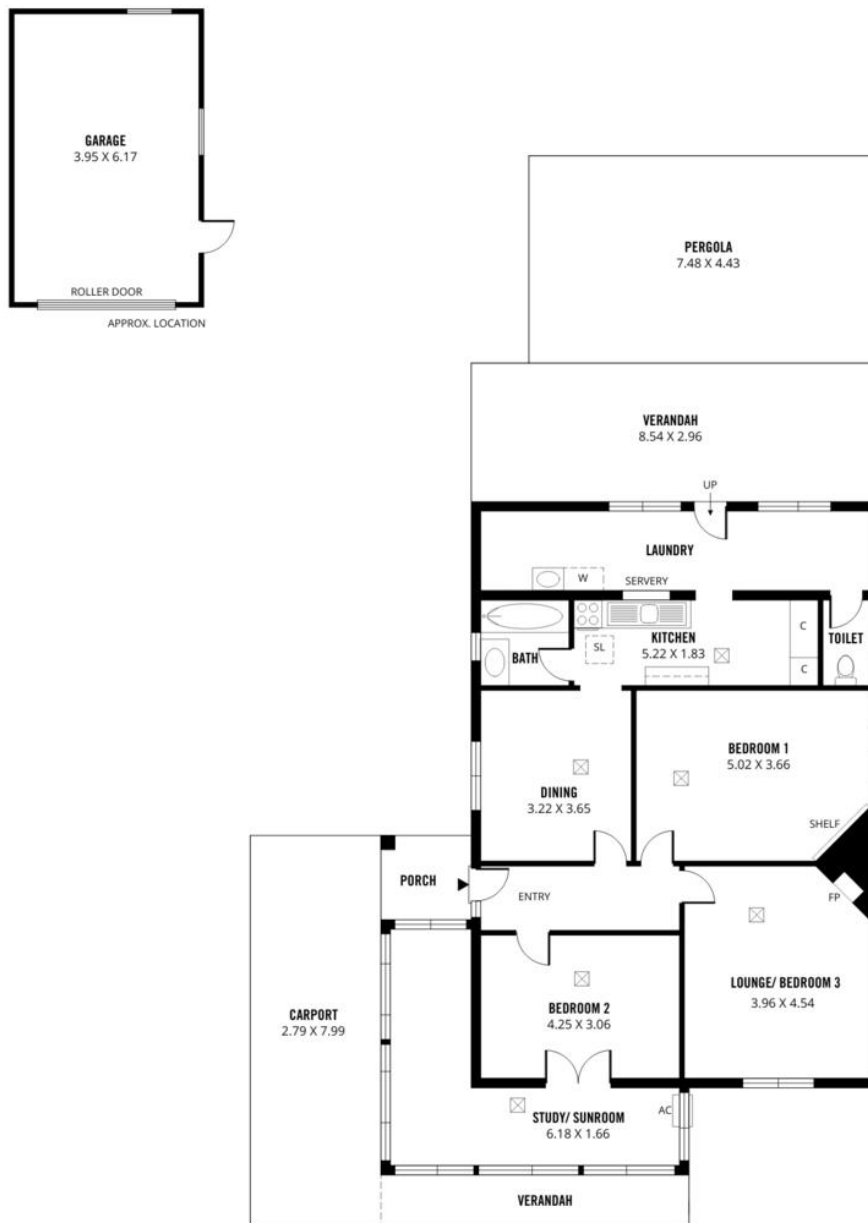 GARAGE
3.95 X 6.17
ROLLER DOOR
APPROX. LOCATION
PERGOLA
7.48 X 4.43
VERANDAH
8.54 X 2.96
UP
LAUNDRY
W
SERVERY
KITCHEN
5.22 X 1.83
SL
BATH
C
C
TOILET
BEDROOM 1
5.02 X 3.66
SHELF
DINING
3.22 X 3.65
PORCH
ENTRY
FP
LOUNGE/ BEDROOM 3
3.96 X 4.54
CARPORT
2.79 X 7.99
BEDROOM 2
4.25 X 3.06
AC
STUDY/ SUNROOM
6.18 X 1.66
VERANDAH